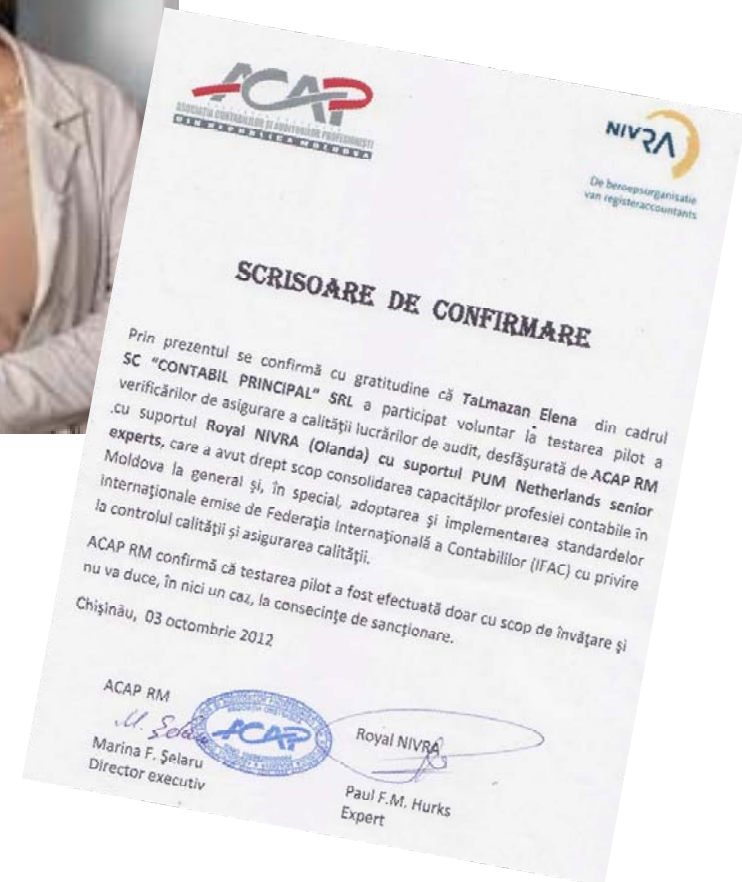 ACAP
ASOCIAȚIA CONTABILILOR ȘI AUDITORILOR PROFESIONIȘTI
DIN REPUBLICA MOLDOVA
NIVRA
De beroepsorganisatie
van registeraccountants
SCRISOARE DE CONFIRMARE
Prin prezentul se confirmă cu gratitudine că TaLmazan Elena din cadrul
SC "CONTABIL PRINCIPAL" SRL a participat voluntar la testarea pilot a
verificărilor de asigurare a calității lucrărilor de audit, desfășurată de ACAP RM
.cu suportul Royal NIVRA (Olanda) cu suportul PUM Netherlands senior
experts, care a avut drept scop consolidarea capacităților profesiei contabile în
Moldova la general și, în special, adoptarea și implementarea standardelor
internaționale emise de Federația Internațională a Contabililor (IFAC) cu privire
la controlul calității și asigurarea calității.
ACAP RM confirmă că testarea pilot a fost efectuată doar cu scop de învățare și
nu va duce, în nici un caz, la consecințe de sancționare.
Chișinău, 03 octombrie 2012
ACAP RM
Royal NIVRA
ACAP
Marina F. Șelaru
Director executiv
Paul F.M. Hurks
Expert